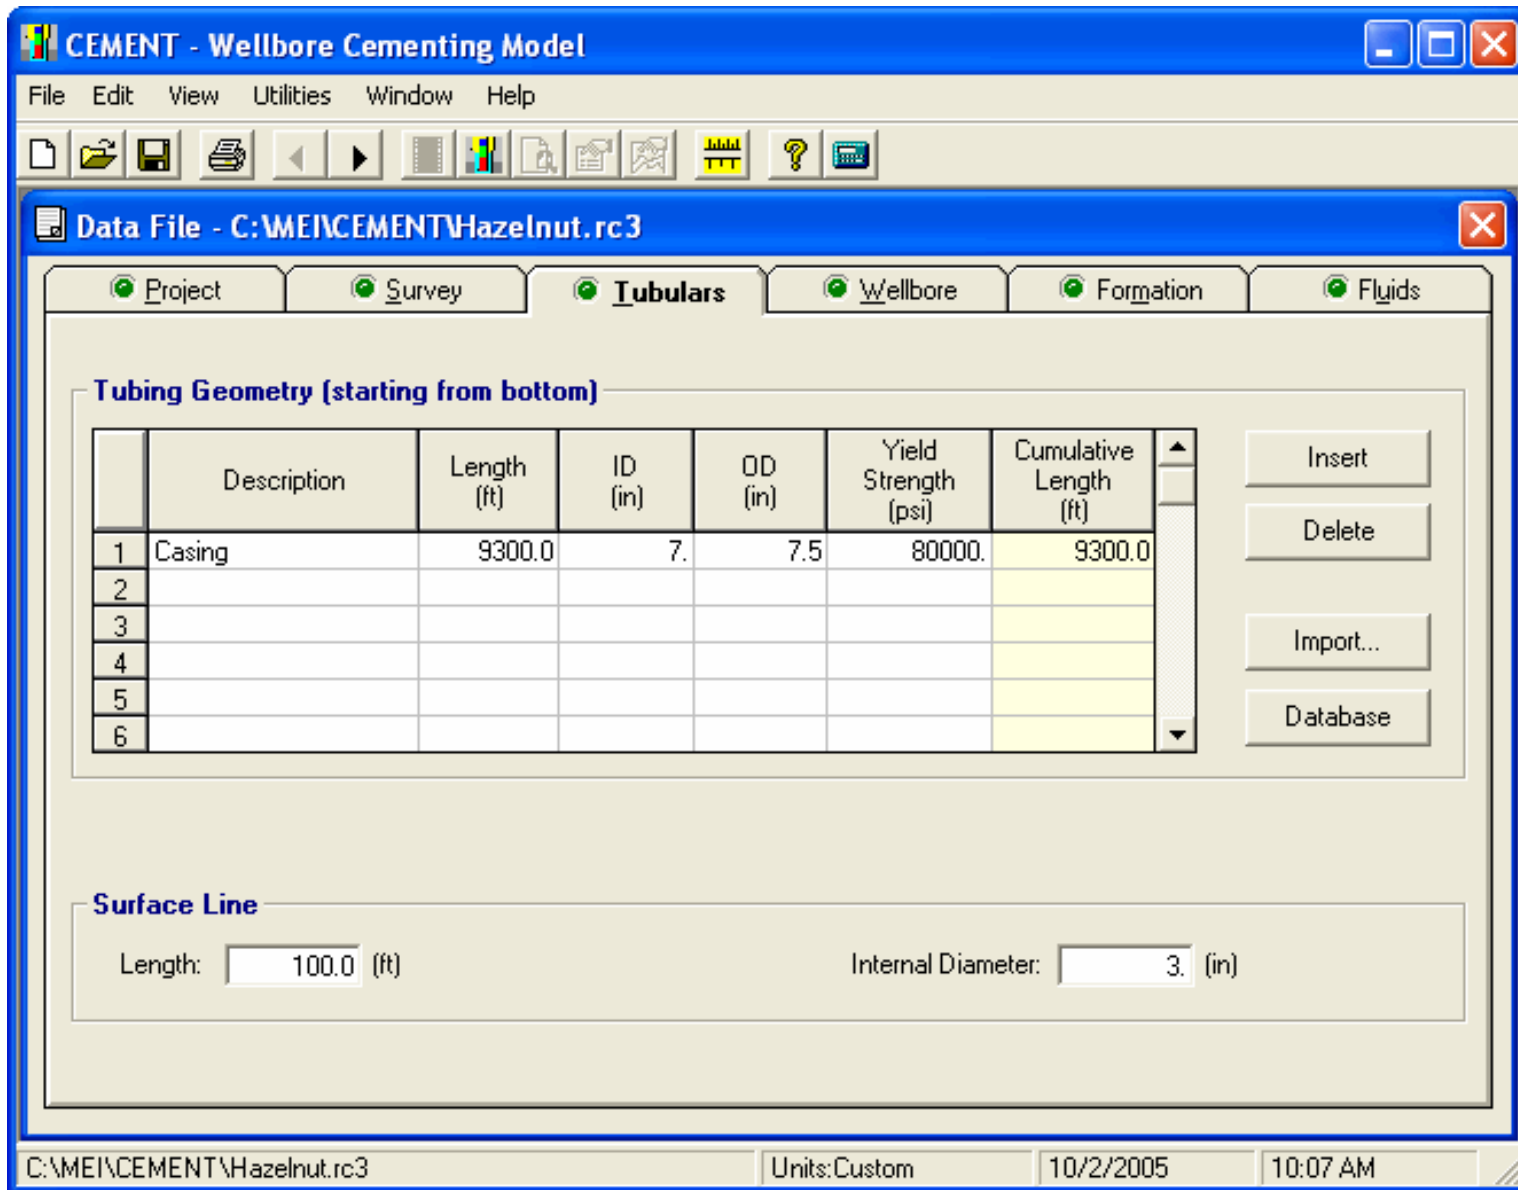 CEMENT - Wellbore Cementing Model
File Edit View Utilities Window Help
Data File - C:\MEI\CEMENT\Hazelnut.rc3
Project Survey Tubulars Wellbore Formation Fluids
Tubing Geometry (starting from bottom)
Description Length (ft) ID (in) OD (in) Yield Strength (psi) Cumulative Length (ft)
1 Casing 9300.0 7. 7.5 80000. 9300.0
2
3
4
5
6
Insert
Delete
Import...
Database
Surface Line
Length: 100.0 (ft) Internal Diameter: 3. (in)
C:\MEI\CEMENT\Hazelnut.rc3 Units:Custom 10/2/2005 10:07 AM